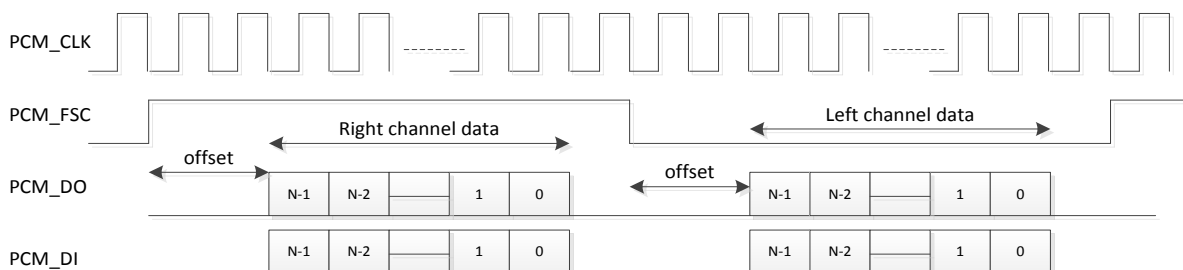 PCM_CLK
PCM_FSC
Right channel data
Left channel data
offset
offset
PCM_DO
N-1 N-2 1 0 N-1 N-2 1 0
PCM_DI
N-1 N-2 1 0 N-1 N-2 1 0